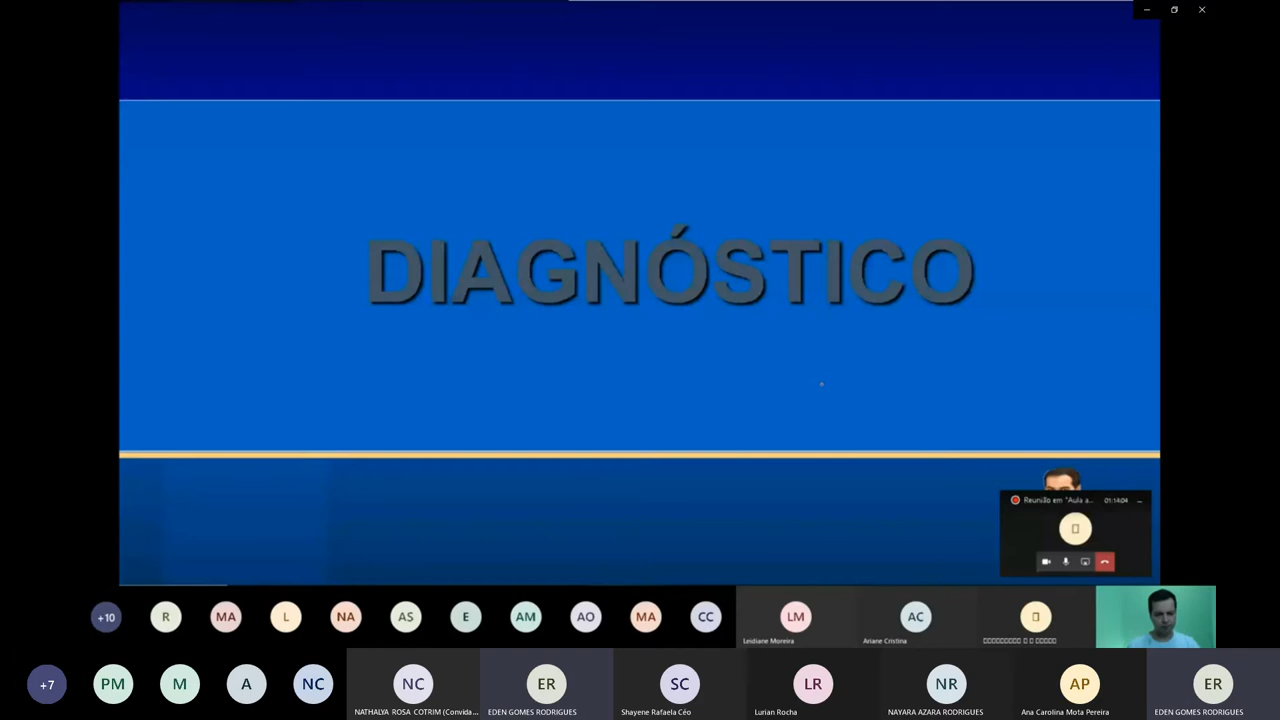 DIAGNÓSTICO
Reunião em "Aula a...
01:14:04
+10
R
MA
L
NA
AS
E
AM
AO
MA
CC
LM
Leidiane Moreira
AC
Ariane Cristina
+7
PM
M
A
NC
NC
NATHALYA ROSA COTRIM (Convida...
ER
EDEN GOMES RODRIGUES
SC
Shayene Rafaela Céo
LR
Lurian Rocha
NR
NAYARA AZARA RODRIGUES
AP
Ana Carolina Mota Pereira
ER
EDEN GOMES RODRIGUES